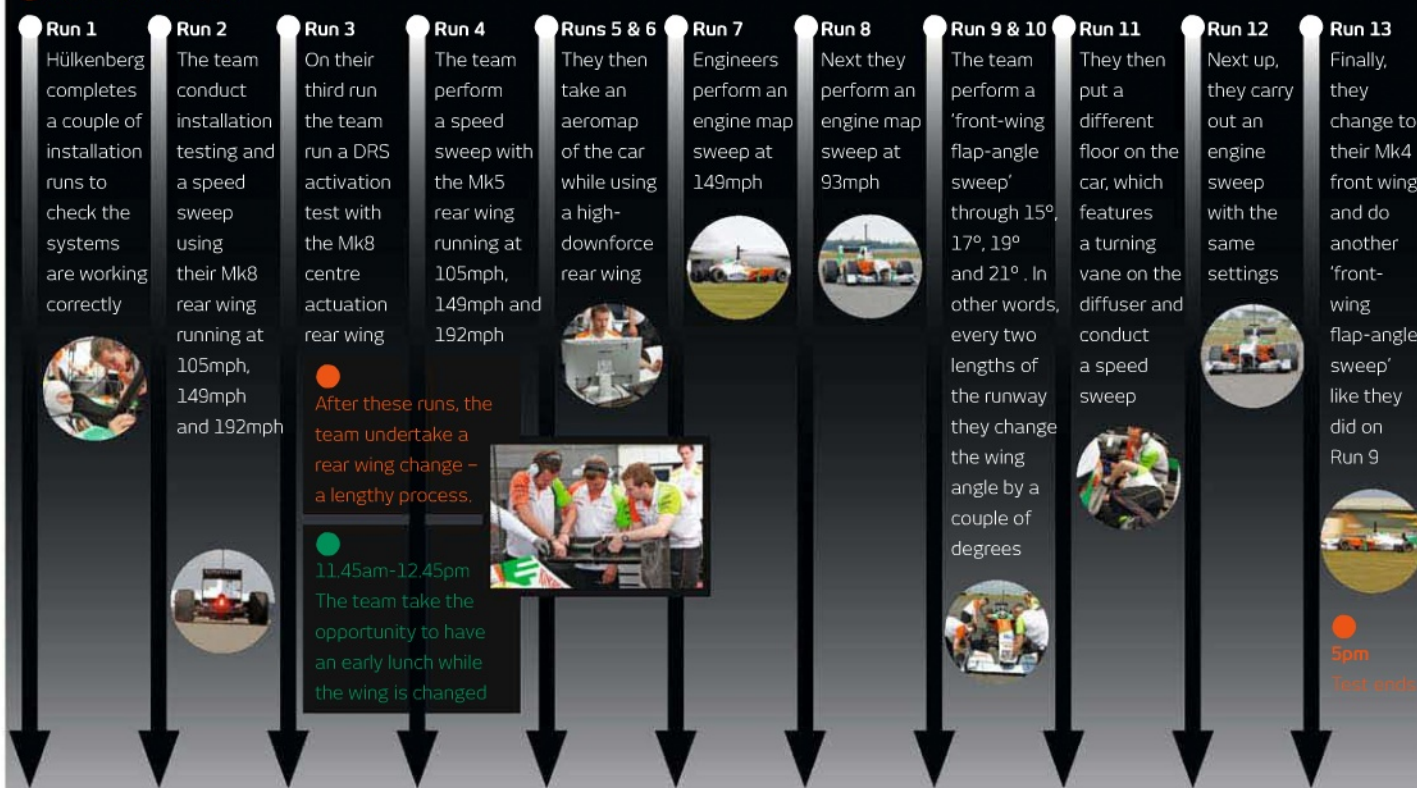 Run 1
Hülkenberg
completes
a couple of
installation
runs to
check the
systems
are working
correctly
Run 2
The team
conduct
installation
testing and
a speed
sweep
using
their Mk8
rear wing
running at
105mph,
149mph
and 192mph
Run 3
On their
third run
the team
run a DRS
activation
test with
the Mk8
centre
actuation
rear wing
After these runs, the
team undertake a
rear wing change –
a lengthy process.
11.45am-12.45pm
The team take the
opportunity to have
an early lunch while
the wing is changed
Run 4
The team
perform
a speed
sweep with
the Mk5
rear wing
running at
105mph,
149mph and
192mph
Runs 5 & 6
They then
take an
aeromap
of the car
while using
a high-
downforce
rear wing
Run 7
Engineers
perform an
engine map
sweep at
149mph
Run 8
Next they
perform an
engine map
sweep at
93mph
Run 9 & 10
The team
perform a
'front-wing
flap-angle
sweep'
through 15º,
17º, 19º
and 21º . In
other words,
every two
lengths of
the runway
they change
the wing
angle by a
couple of
degrees
Run 11
They then
put a
different
floor on the
car, which
features
a turning
vane on the
diffuser and
conduct
a speed
sweep
Run 12
Next up,
they carry
out an
engine
sweep
with the
same
settings
Run 13
Finally,
they
change to
their Mk4
front wing
and do
another
'front-
wing
flap-angle
sweep'
like they
did on
Run 9
5pm
Test ends